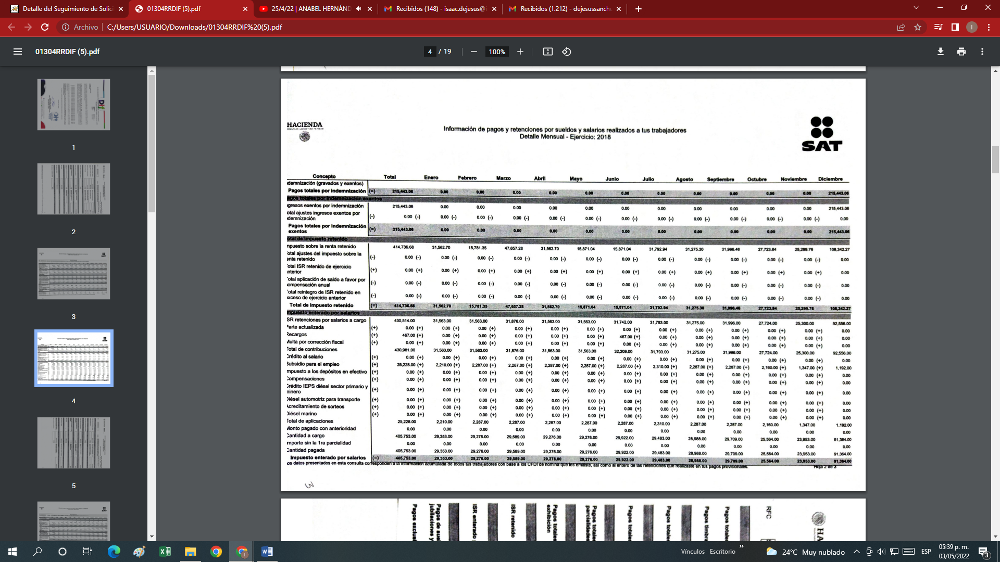 Detalle del Seguimiento de Solici
01304RRDIF (5).pdf
25/4/22 | ANABEL HERNÁND
Recibidos (148) - isaac.dejesus@i
Recibidos (1.212) - dejesussanche
Archivo
C:/Users/USUARIO/Downloads/01304RRDIF%20(5).pdf
I
01304RRDIF (5).pdf
4 / 19
100%
1
2
3
4
5
HACIENDA
SAT
Información de pagos y retenciones por sueldos y salarios realizados a tus trabajadores
Detalle Mensual - Ejercicio: 2018
Concepto Total Enero Febrero Marzo Abril Mayo Junio Julio Agosto Septiembre Octubre Noviembre Diciembre
ndemnización (gravados y exentos)
Pagos totales por indemnización (=) 215,443.06 0.00 0.00 0.00 0.00 0.00 0.00 0.00 0.00 0.00 0.00 0.00 215,443.06
agos totales por indemnización exentos
ngresos exentos por indemnización 215,443.06 0.00 0.00 0.00 0.00 0.00 0.00 0.00 0.00 0.00 0.00 0.00 215,443.06
otal ajustes ingresos exentos por
ndemnización (-) 0.00 (-) 0.00 (-) 0.00 (-) 0.00 (-) 0.00 (-) 0.00 (-) 0.00 (-) 0.00 (-) 0.00 (-) 0.00 (-) 0.00 (-) 0.00 (-) 0.00
Pagos totales por indemnización
exentos (=) 215,443.06 0.00 0.00 0.00 0.00 0.00 0.00 0.00 0.00 0.00 0.00 0.00 215,443.06
otal de impuesto retenido
mpuesto sobre la renta retenido 414,736.68 31,562.70 15,781.35 47,657.28 31,562.70 15,871.04 15,871.04 31,792.94 31,275.30 31,996.46 27,723.84 25,299.76 108,342.27
Total ajustes del impuesto sobre la
enta retenido (-) 0.00 (-) 0.00 (-) 0.00 (-) 0.00 (-) 0.00 (-) 0.00 (-) 0.00 (-) 0.00 (-) 0.00 (-) 0.00 (-) 0.00 (-) 0.00 (-) 0.00
Total ISR retenido de ejercicio
anterior (+) 0.00 (+) 0.00 (+) 0.00 (+) 0.00 (+) 0.00 (+) 0.00 (+) 0.00 (+) 0.00 (+) 0.00 (+) 0.00 (+) 0.00 (+) 0.00 (+) 0.00
Total aplicación de saldo a favor por
compensación anual (-) 0.00 (-) 0.00 (-) 0.00 (-) 0.00 (-) 0.00 (-) 0.00 (-) 0.00 (-) 0.00 (-) 0.00 (-) 0.00 (-) 0.00 (-) 0.00 (-) 0.00
Total reintegro de ISR retenido en
exceso de ejercicio anterior (-) 0.00 (-) 0.00 (-) 0.00 (-) 0.00 (-) 0.00 (-) 0.00 (-) 0.00 (-) 0.00 (-) 0.00 (-) 0.00 (-) 0.00 (-) 0.00 (-) 0.00
Total de impuesto retenido (=) 414,736.68 31,562.70 15,781.35 47,657.28 31,562.70 15,871.04 15,871.04 31,792.94 31,275.30 31,996.46 27,723.84 25,299.76 108,342.27
mpuesto enterado por salarios
ISR retenciones por salarios a cargo 430,514.00 31,563.00 31,563.00 31,876.00 31,563.00 31,563.00 31,742.00 31,793.00 31,275.00 31,996.00 27,724.00 25,300.00 92,556.00
Parte actualizada (+) 0.00 (+) 0.00 (+) 0.00 (+) 0.00 (+) 0.00 (+) 0.00 (+) 0.00 (+) 0.00 (+) 0.00 (+) 0.00 (+) 0.00 (+) 0.00 (+) 0.00
Recargos (+) 467.00 (+) 0.00 (+) 0.00 (+) 0.00 (+) 0.00 (+) 0.00 (+) 467.00 (+) 0.00 (+) 0.00 (+) 0.00 (+) 0.00 (+) 0.00 (+) 0.00
Multa por corrección fiscal (+) 0.00 (+) 0.00 (+) 0.00 (+) 0.00 (+) 0.00 (+) 0.00 (+) 0.00 (+) 0.00 (+) 0.00 (+) 0.00 (+) 0.00 (+) 0.00 (+) 0.00
Total de contribuciones 430,981.00 31,563.00 31,563.00 31,876.00 31,563.00 31,563.00 32,209.00 31,793.00 31,275.00 31,996.00 27,724.00 25,300.00 92,556.00
Crédito al salario (+) 0.00 (+) 0.00 (+) 0.00 (+) 0.00 (+) 0.00 (+) 0.00 (+) 0.00 (+) 0.00 (+) 0.00 (+) 0.00 (+) 0.00 (+) 0.00 (+) 0.00
Subsidio para el empleo (+) 25,228.00 (+) 2,210.00 (+) 2,287.00 (+) 2,287.00 (+) 2,287.00 (+) 2,287.00 (+) 2,287.00 (+) 2,310.00 (+) 2,287.00 (+) 2,287.00 (+) 2,160.00 (+) 1,347.00 (+) 1,192.00
mpuesto a los depósitos en efectivo (+) 0.00 (+) 0.00 (+) 0.00 (+) 0.00 (+) 0.00 (+) 0.00 (+) 0.00 (+) 0.00 (+) 0.00 (+) 0.00 (+) 0.00 (+) 0.00 (+) 0.00
Compensaciones (+) 0.00 (+) 0.00 (+) 0.00 (+) 0.00 (+) 0.00 (+) 0.00 (+) 0.00 (+) 0.00 (+) 0.00 (+) 0.00 (+) 0.00 (+) 0.00 (+) 0.00
Crédito IEPS diésel sector primario y
minero (+) 0.00 (+) 0.00 (+) 0.00 (+) 0.00 (+) 0.00 (+) 0.00 (+) 0.00 (+) 0.00 (+) 0.00 (+) 0.00 (+) 0.00 (+) 0.00 (+) 0.00
Diésel automotriz para transporte (+) 0.00 (+) 0.00 (+) 0.00 (+) 0.00 (+) 0.00 (+) 0.00 (+) 0.00 (+) 0.00 (+) 0.00 (+) 0.00 (+) 0.00 (+) 0.00 (+) 0.00
Acreditamiento de sorteos (+) 0.00 (+) 0.00 (+) 0.00 (+) 0.00 (+) 0.00 (+) 0.00 (+) 0.00 (+) 0.00 (+) 0.00 (+) 0.00 (+) 0.00 (+) 0.00 (+) 0.00
Diésel marino (+) 0.00 (+) 0.00 (+) 0.00 (+) 0.00 (+) 0.00 (+) 0.00 (+) 0.00 (+) 0.00 (+) 0.00 (+) 0.00 (+) 0.00 (+) 0.00 (+) 0.00
Total de aplicaciones 25,228.00 2,210.00 2,287.00 2,287.00 2,287.00 2,287.00 2,287.00 2,310.00 2,287.00 2,287.00 2,160.00 1,347.00 1,192.00
Monto pagado con anterioridad 0.00 0.00 0.00 0.00 0.00 0.00 0.00 0.00 0.00 0.00 0.00 0.00 0.00
Cantidad a cargo 405,753.00 29,353.00 29,276.00 29,589.00 29,276.00 29,276.00 29,922.00 29,483.00 28,988.00 29,709.00 25,564.00 23,953.00 91,364.00
mporte sin la 1ra parcialidad 0.00 0.00 0.00 0.00 0.00 0.00 0.00 0.00 0.00 0.00 0.00 0.00 0.00
Cantidad pagada 405,753.00 29,353.00 29,276.00 29,589.00 29,276.00 29,276.00 29,922.00 29,483.00 28,988.00 29,709.00 25,564.00 23,953.00 91,364.00
Impuesto enterado por salarios (=) 405,753.00 29,353.00 29,276.00 29,589.00 29,276.00 29,276.00 29,922.00 29,483.00 28,988.00 29,709.00 25,564.00 23,953.00 91,364.00
os datos presentados en esta consulta corresponden a la información acumulada de todos tus trabajadores con base a los CFDI de nómina que les emitiste, así como al entero de las retenciones que realizaste en tus pagos provisionales.
Hoja 2 de 3
3
Pagos exclus
Pagos de sue
jubilaciones y
ISR enterado
ISR retenido
Pagos totales
exhibición
Pagos totales
parcialidades
Pagos totale
Pagos totale
Pagos timbra
Pagos totale
RFC
HA
Vínculos
Escritorio
24°C Muy nublado
ESP
05:39 p. m.
03/05/2022
3